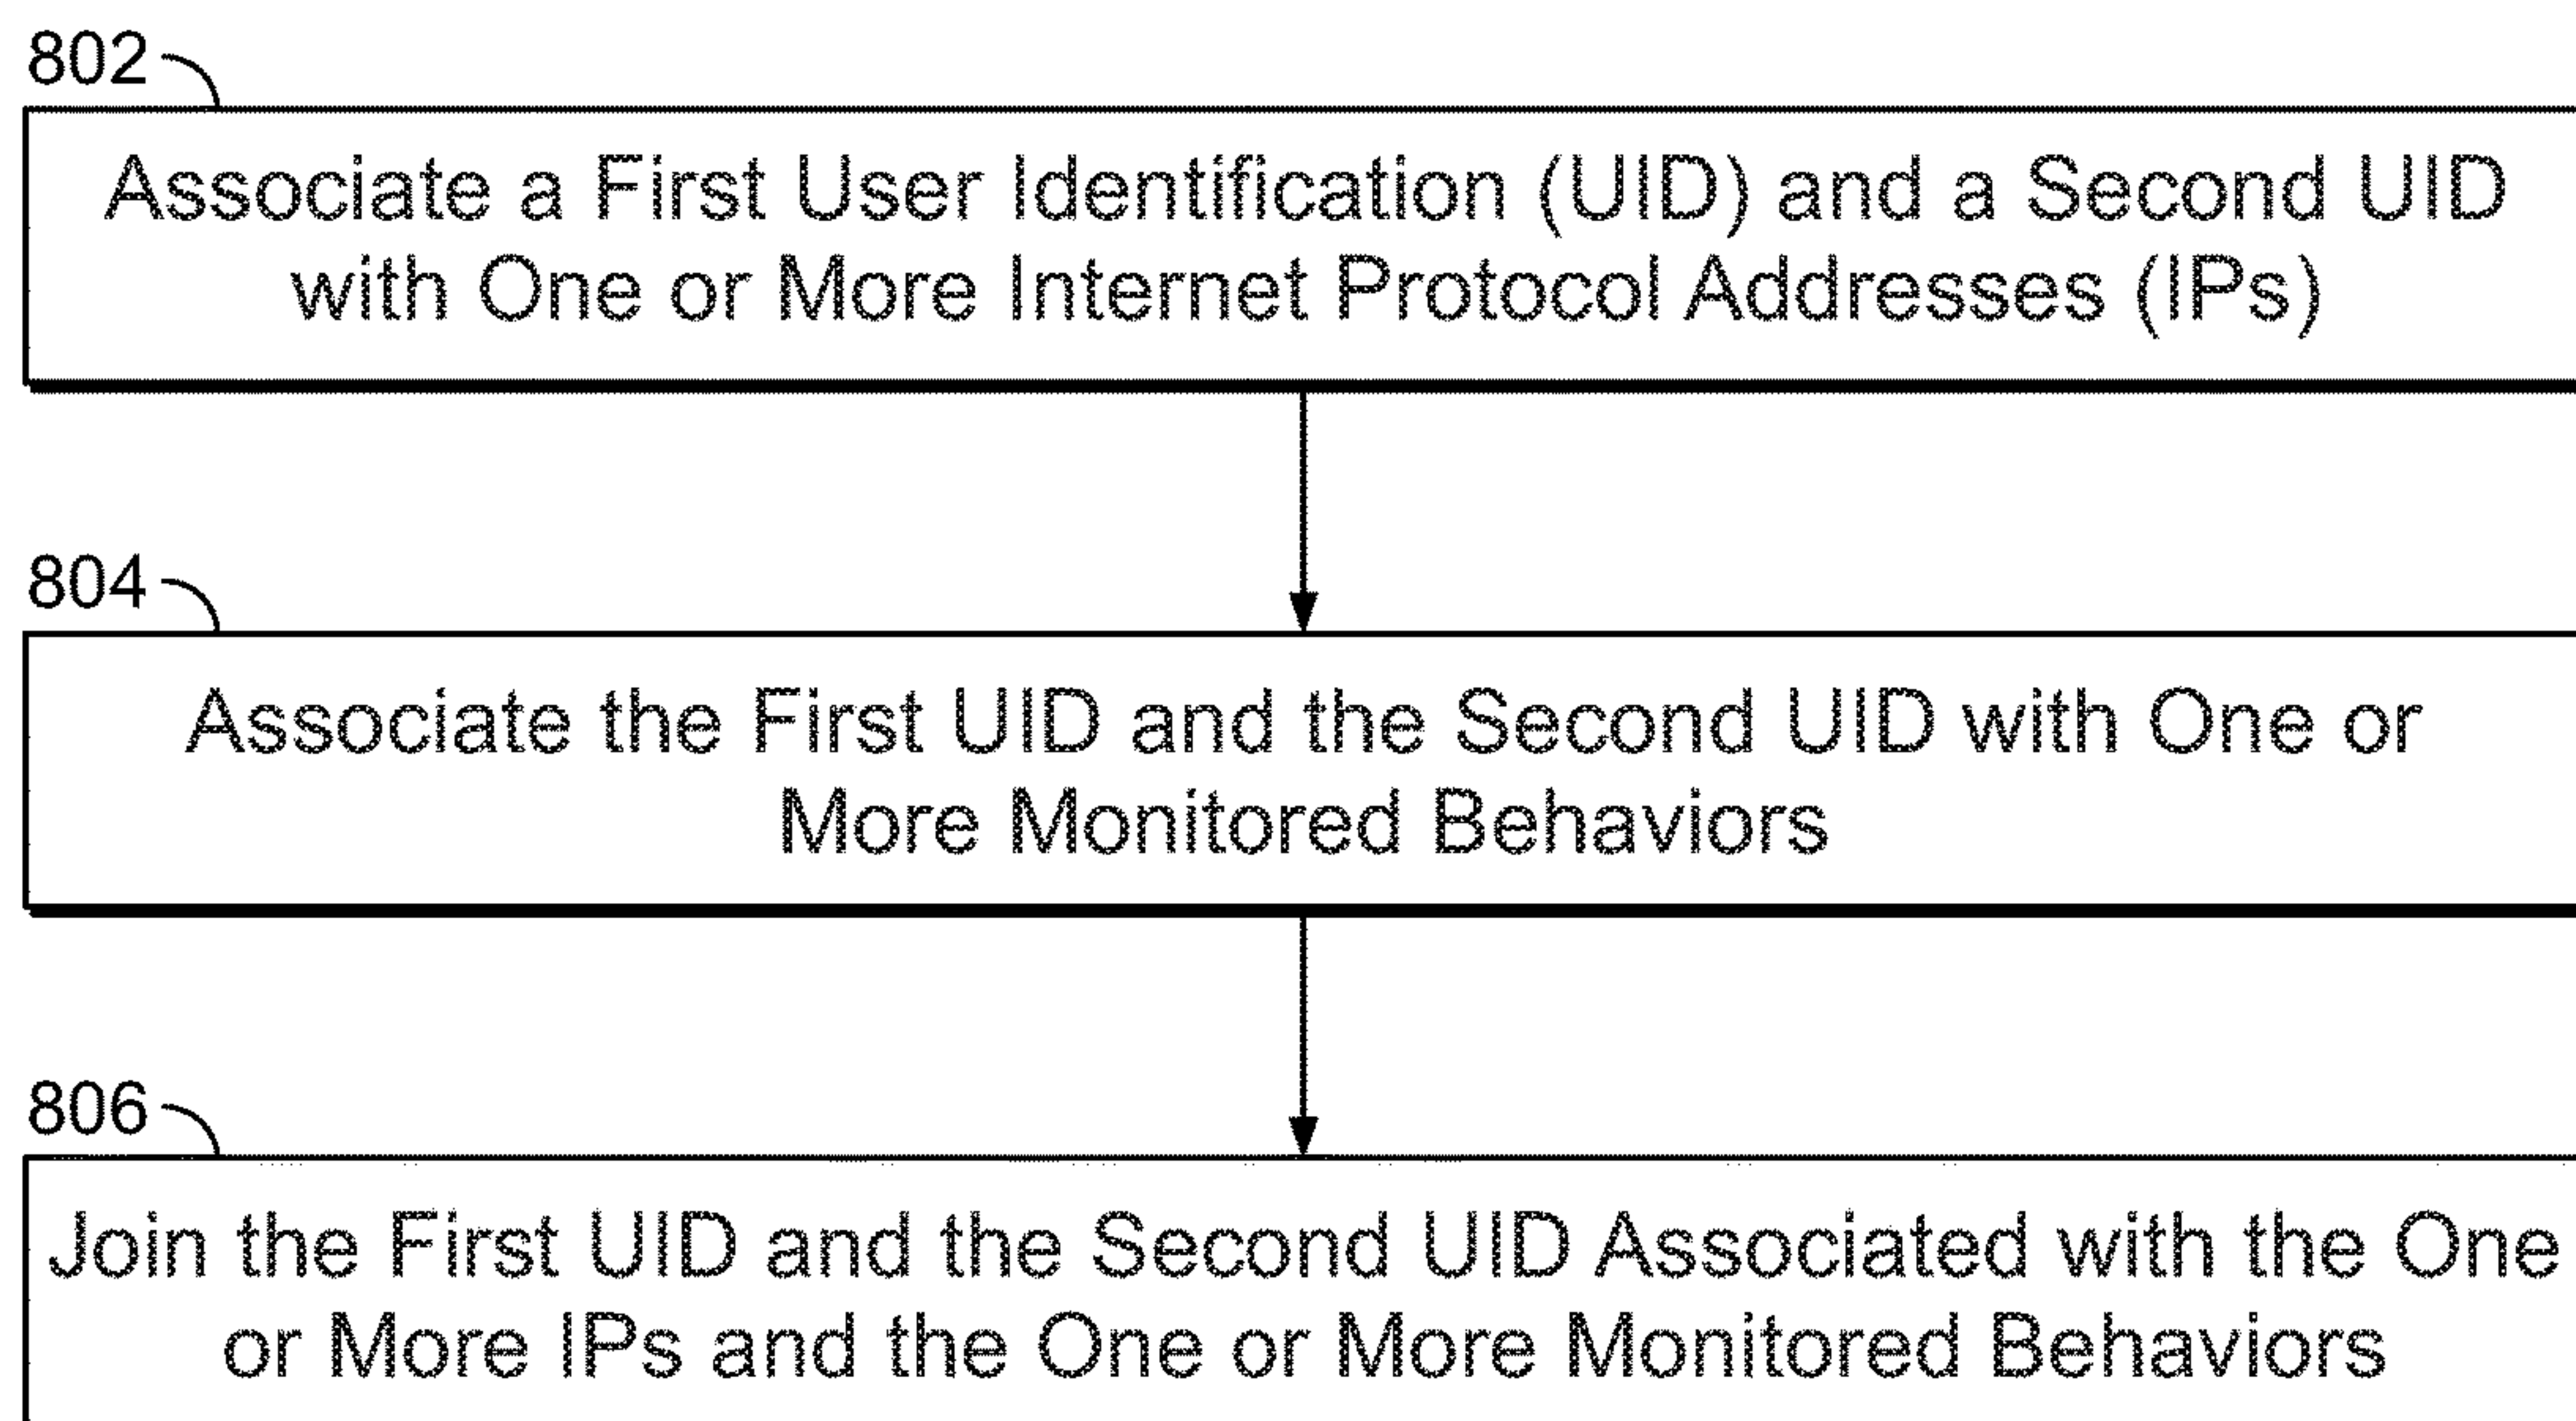 802
Associate a First User Identification (UID) and a Second UID
with One or More Internet Protocol Addresses (IPs)
804
Associate the First UID and the Second UID with One or
More Monitored Behaviors
806
Join the First UID and the Second UID Associated with the One
or More IPs and the One or More Monitored Behaviors